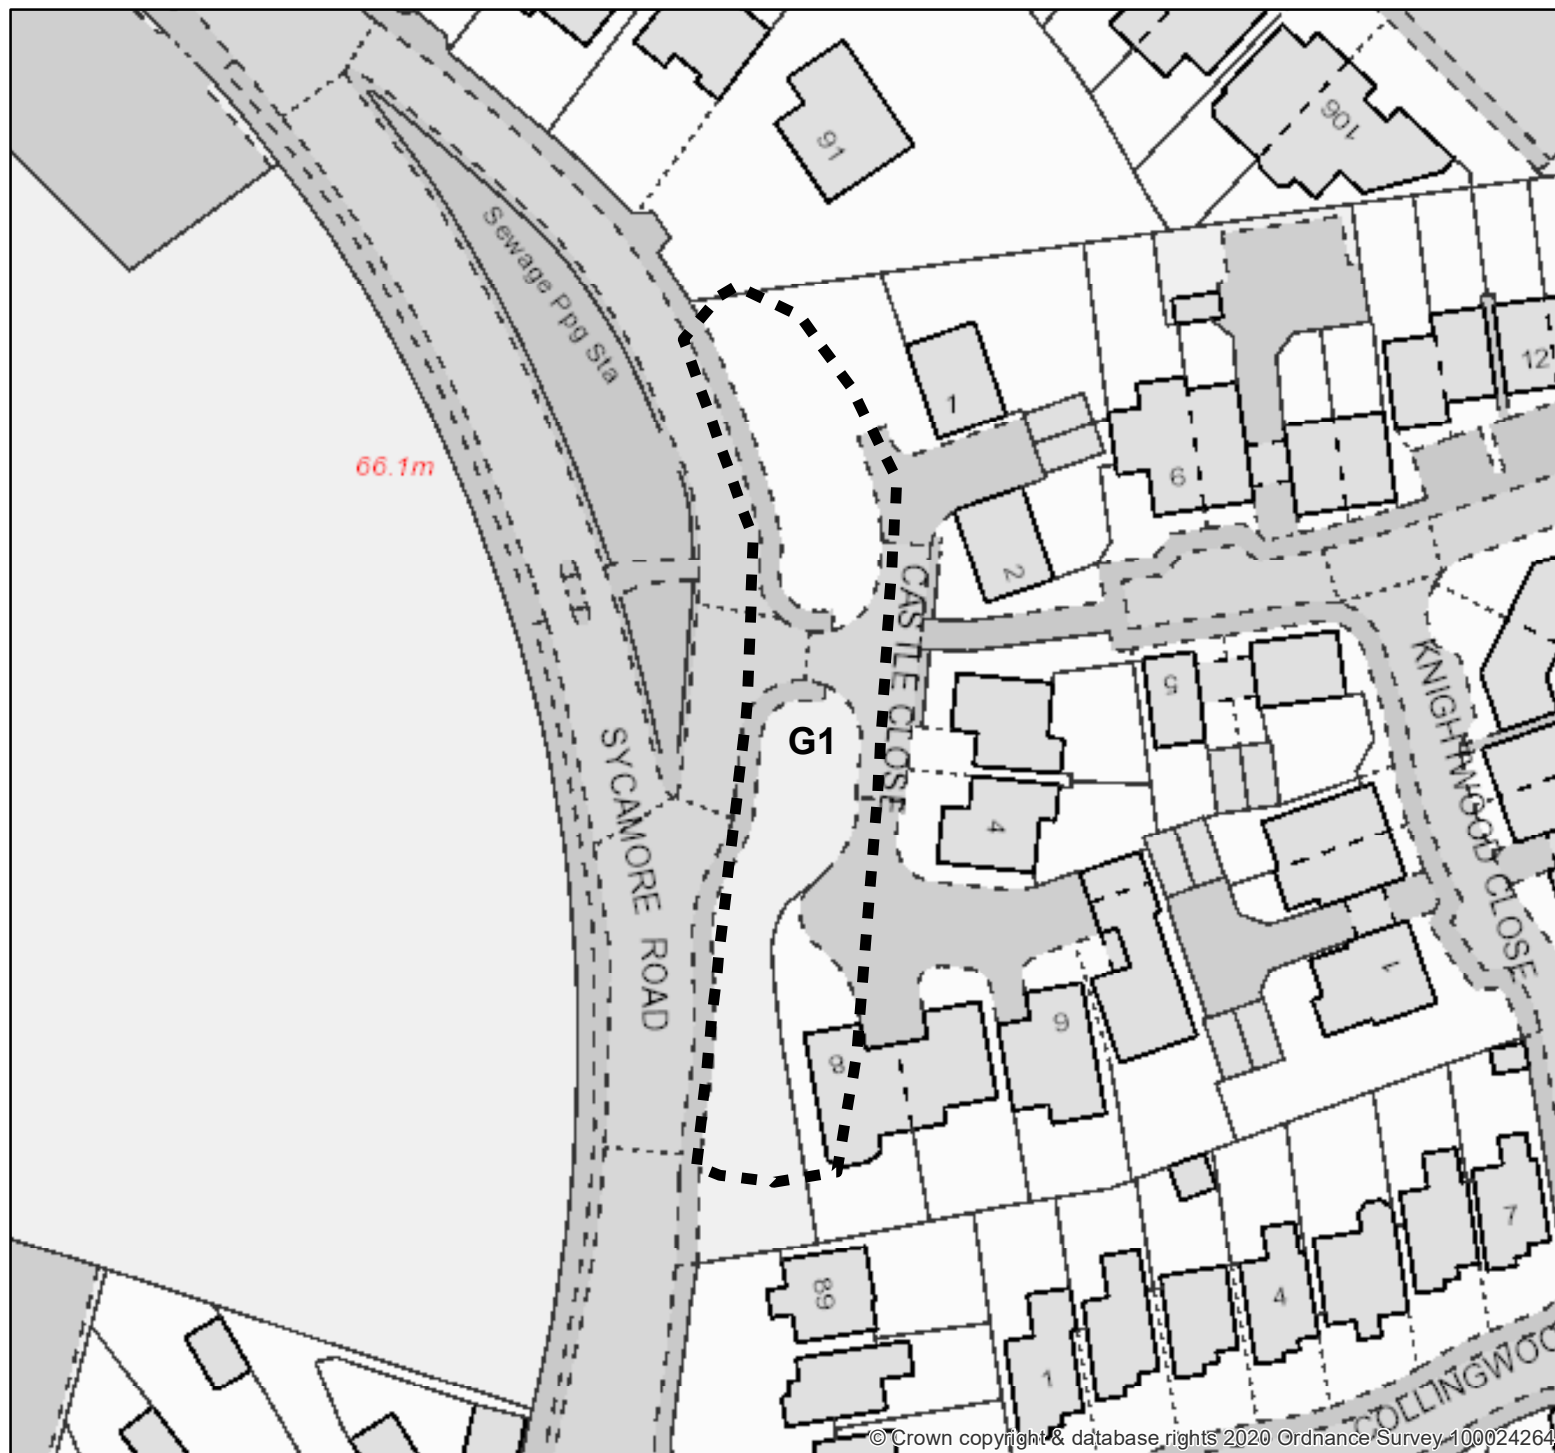 91
106
Sewage Ppg Sta
1
12
66.1m
6
2
CASTLE CLOSE
5
KNIGHTWOOD CLOSE
G1
SYCAMORE ROAD
4
1
9
8
7
89
4
1
COLLINGWOO
© Crown copyright & database rights 2020 Ordnance Survey 100024264